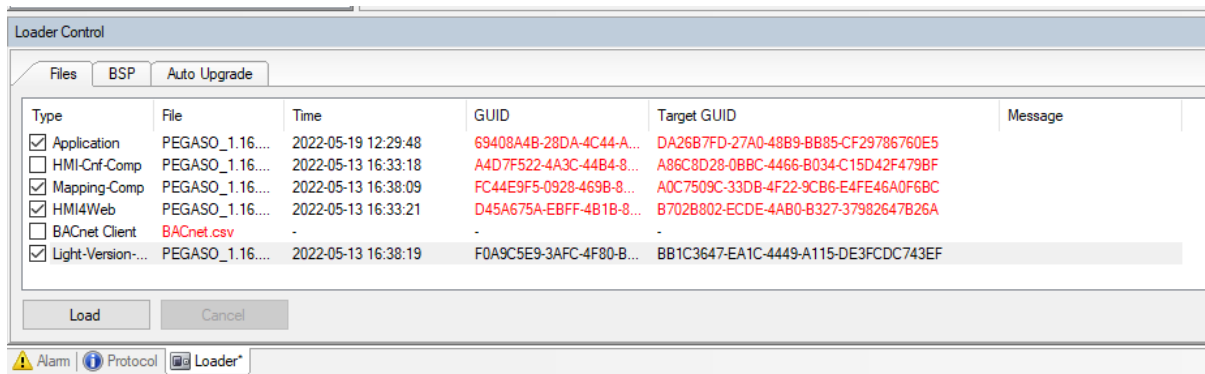 Loader Control
Files BSP Auto Upgrade
Type File Time GUID Target GUID Message
Application PEGASO_1.16.... 2022-05-19 12:29:48 69408A4B-28DA-4C44-A... DA26B7FD-27A0-48B9-BB85-CF29786760E5
HMI-Cnf-Comp PEGASO_1.16.... 2022-05-13 16:33:18 A4D7F522-4A3C-44B4-8... A86C8D28-0BBC-4466-B034-C15D42F479BF
Mapping-Comp PEGASO_1.16.... 2022-05-13 16:38:09 FC44E9F5-0928-469B-8... A0C7509C-33DB-4F22-9CB6-E4FE46A0F6BC
HMI4Web PEGASO_1.16.... 2022-05-13 16:33:21 D45A675A-EBFF-4B1B-8... B702B802-ECDE-4AB0-B327-37982647B26A
BACnet Client BACnet.csv - - -
Light-Version-... PEGASO_1.16.... 2022-05-13 16:38:19 F0A9C5E9-3AFC-4F80-B... BB1C3647-EA1C-4449-A115-DE3FCDC743EF
Load Cancel
Alarm Protocol Loader*